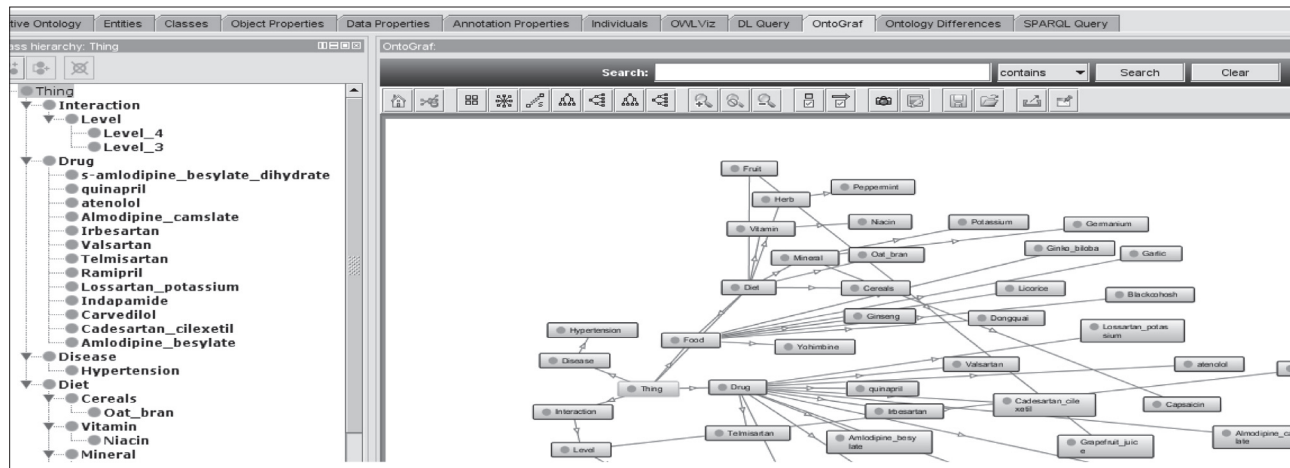 tive Ontology Entities Classes Object Properties Data Properties Annotation Properties Individuals OWLViz DL Query OntoGraf Ontology Differences SPARQL Query
ass hierarchy: Thing
OntoGraf:
Search: contains Search Clear
Thing
Interaction
Level
Level_4
Level_3
Drug
s-amlodipine_besylate_dihydrate
quinapril
atenolol
Almodipine_camslate
Irbesartan
Valsartan
Telmisartan
Ramipril
Lossartan_potassium
Indapamide
Carvedilol
Cadesartan_cilexetil
Amlodipine_besylate
Disease
Hypertension
Diet
Cereals
Oat_bran
Vitamin
Niacin
Mineral
Fruit
Peppermint
Herb
Niacin
Potassium
Germanium
Vitamin
Ginko_biloba
Garlic
Mineral
Oat_bran
Diet
Cereals
Licorice
Blackcohosh
Ginseng
Dongquai
Hypertension
Lossartan_potas
sium
Food
Yohimbine
Disease
Valsartan
atenolol
Thing
Drug
quinapril
Cadesartan_cile
xetil
Capsaicin
Interaction
Irbesartan
Telmisartan
Amlodipine_besy
late
Grapefruit_juic
e
Almodipine_ca
late
Level